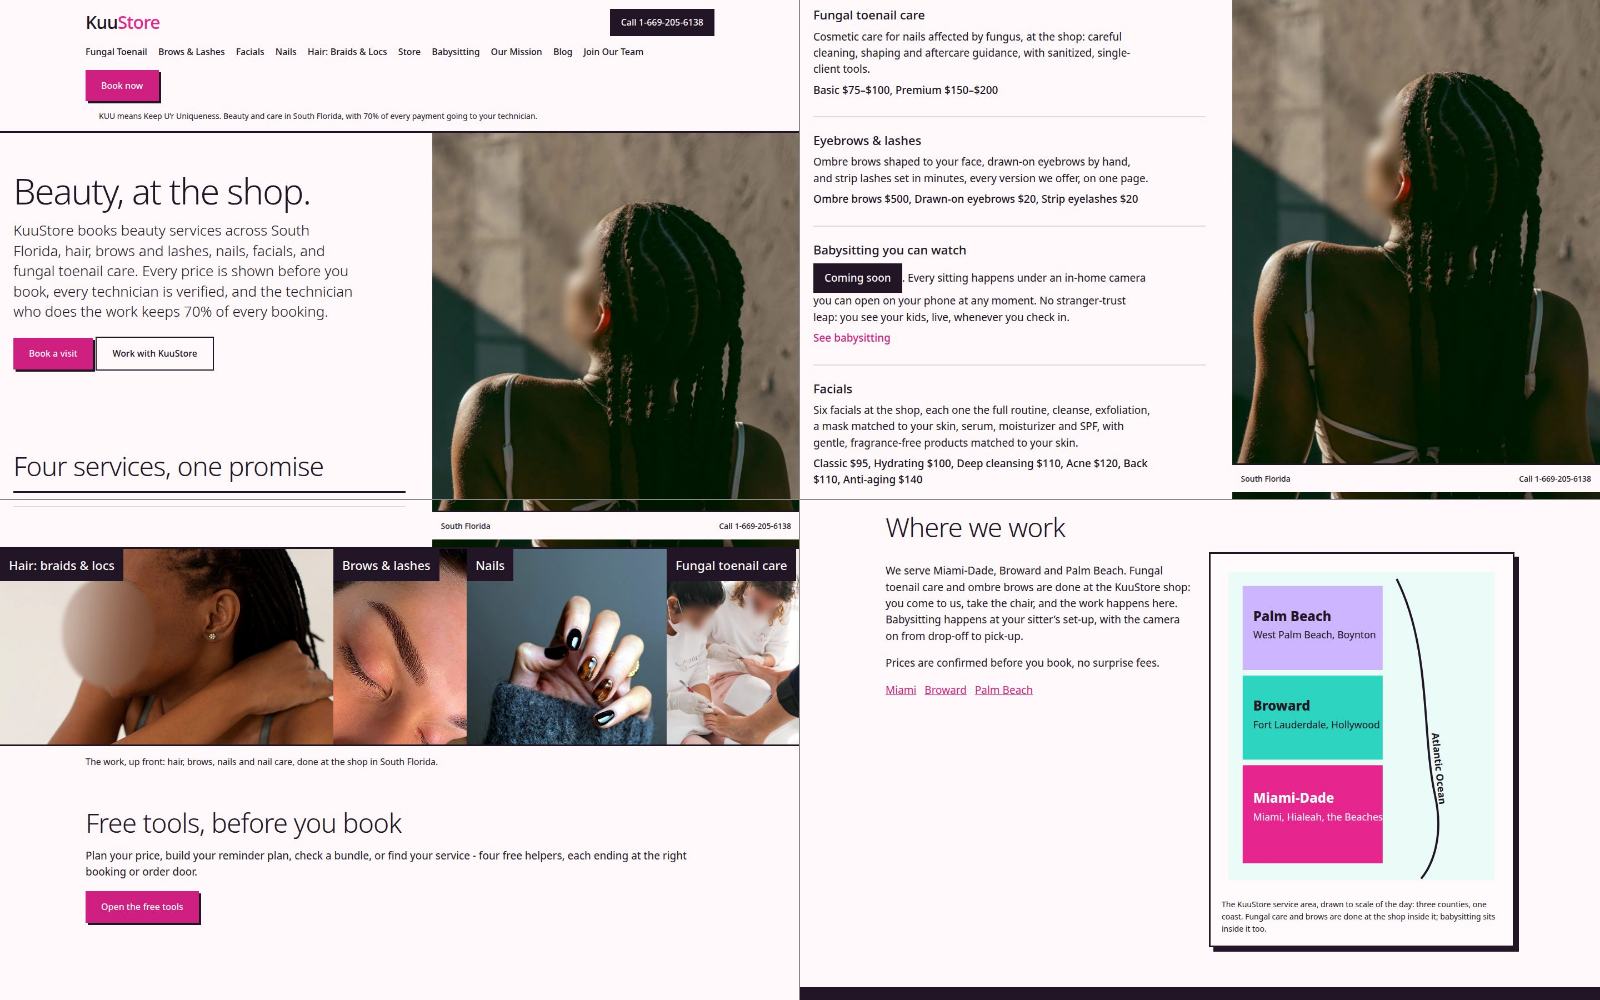 KuuStore
Call 1-669-205-6138
Fungal Toenail Brows & Lashes Facials Nails Hair: Braids & Locs Store Babysitting Our Mission Blog Join Our Team
Book now
KUU means Keep UY Uniqueness. Beauty and care in South Florida, with 70% of every payment going to your technician.
Beauty, at the shop.
KuuStore books beauty services across South
Florida, hair, brows and lashes, nails, facials, and
fungal toenail care. Every price is shown before you
book, every technician is verified, and the technician
who does the work keeps 70% of every booking.
Book a visit
Work with KuuStore
Four services, one promise
Fungal toenail care
Cosmetic care for nails affected by fungus, at the shop: careful
cleaning, shaping and aftercare guidance, with sanitized, single-
client tools.
Basic $75–$100, Premium $150–$200
Eyebrows & lashes
Ombre brows shaped to your face, drawn-on eyebrows by hand,
and strip lashes set in minutes, every version we offer, on one page.
Ombre brows $500, Drawn-on eyebrows $20, Strip eyelashes $20
Babysitting you can watch
Coming soon . Every sitting happens under an in-home camera
you can open on your phone at any moment. No stranger-trust
leap: you see your kids, live, whenever you check in.
See babysitting
Facials
Six facials at the shop, each one the full routine, cleanse, exfoliation,
a mask matched to your skin, serum, moisturizer and SPF, with
gentle, fragrance-free products matched to your skin.
Classic $95, Hydrating $100, Deep cleansing $110, Acne $120, Back
$110, Anti-aging $140
South Florida
Call 1-669-205-6138
South Florida
Call 1-669-205-6138
Hair: braids & locs
Brows & lashes
Nails
Fungal toenail care
The work, up front: hair, brows, nails and nail care, done at the shop in South Florida.
Free tools, before you book
Plan your price, build your reminder plan, check a bundle, or find your service - four free helpers, each ending at the right
booking or order door.
Open the free tools
Where we work
We serve Miami-Dade, Broward and Palm Beach. Fungal
toenail care and ombre brows are done at the KuuStore shop:
you come to us, take the chair, and the work happens here.
Babysitting happens at your sitter's set-up, with the camera
on from drop-off to pick-up.
Prices are confirmed before you book, no surprise fees.
Miami Broward Palm Beach
Palm Beach
West Palm Beach, Boynton
Broward
Fort Lauderdale, Hollywood
Miami-Dade
Miami, Hialeah, the Beaches
Atlantic Ocean
The KuuStore service area, drawn to scale of the day: three counties, one
coast. Fungal care and brows are done at the shop inside it; babysitting sits
inside it too.